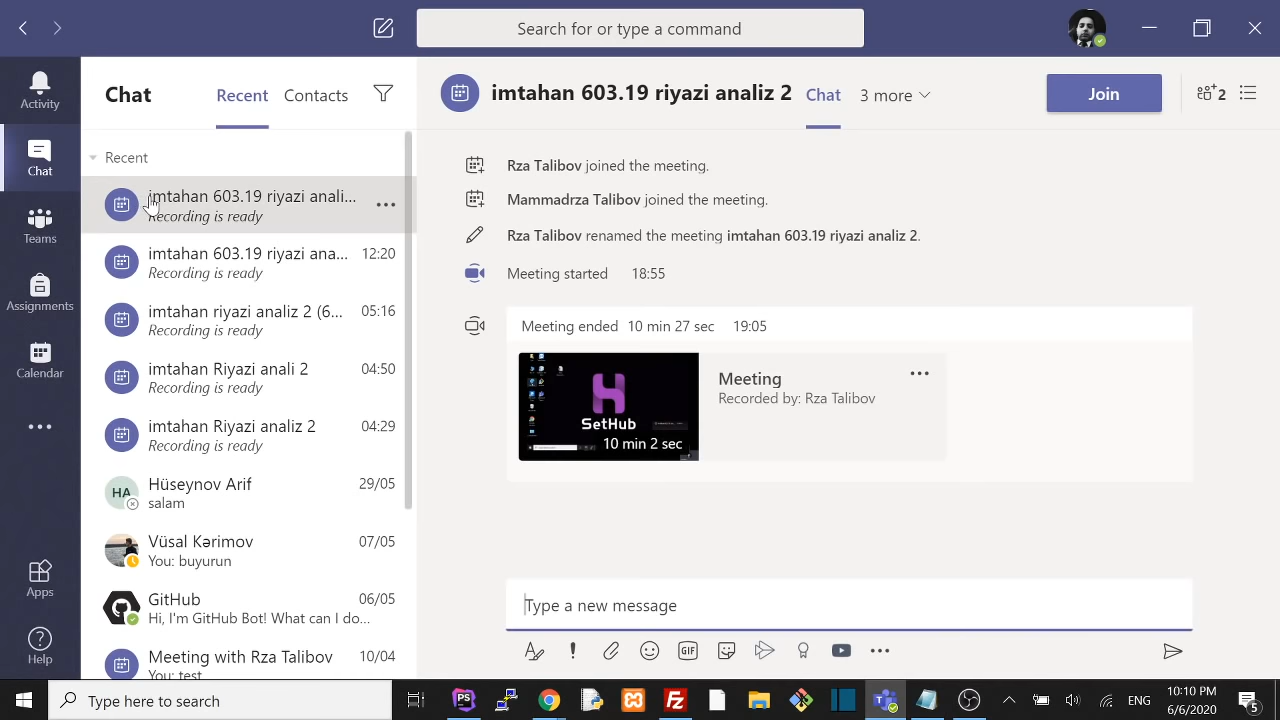 Search for or type a command
Activity
Chat
Teams
Assignments
Calendar
Apps
Help
Chat
Recent
Contacts
Recent
imtahan 603.19 riyazi anali...
Recording is ready
imtahan 603.19 riyazi ana... 12:20
Recording is ready
imtahan riyazi analiz 2 (6... 05:16
Recording is ready
imtahan Riyazi anali 2 04:50
Recording is ready
imtahan Riyazi analiz 2 04:29
Recording is ready
HA
Hüseynov Arif 29/05
salam
Vüsal Kərimov 07/05
You: buyurun
GitHub 06/05
Hi, I'm GitHub Bot! What can I do...
Meeting with Rza Talibov 10/04
You: test
imtahan 603.19 riyazi analiz 2
Chat
3 more
Join
2
Rza Talibov joined the meeting.
Mammadrza Talibov joined the meeting.
Rza Talibov renamed the meeting imtahan 603.19 riyazi analiz 2.
Meeting started 18:55
Meeting ended 10 min 27 sec 19:05
SetHub
10 min 2 sec
Meeting
Recorded by: Rza Talibov
Type a new message
GIF
Type here to search
PS
Fz
ENG
0:10 PM
6/6/2020
5